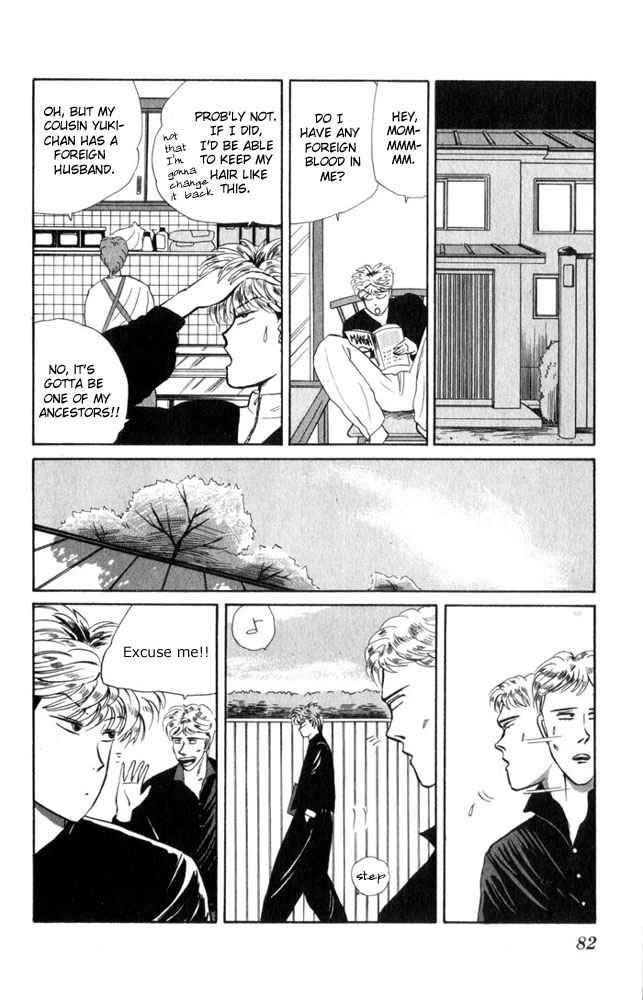 HEY,
MOM-
MMM-
MM.
DO I
HAVE ANY
FOREIGN
BLOOD IN
ME?
MANGA
PROB'LY NOT.
IF I DID,
I'D BE ABLE
TO KEEP MY
HAIR LIKE
THIS.
not
that
I'm
gonna
change
it back
OH, BUT MY
COUSIN YUKI-
CHAN HAS A
FOREIGN
HUSBAND.
NO, IT'S
GOTTA BE
ONE OF MY
ANCESTORS!!
step
Excuse me!!
82